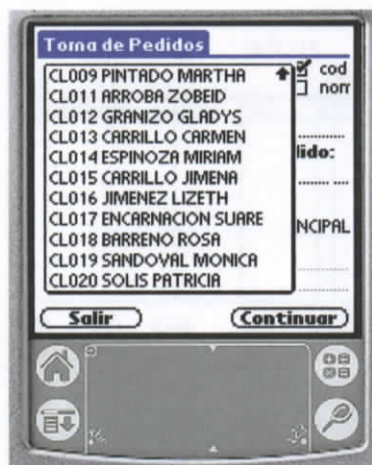 Toma de Pedidos
CL009 PINTADO MARTHA
cod
CL011 ARROBA ZOBEID
nom
CL012 GRANIZO GLADYS
CL013 CARRILLO CARMEN
CL014 ESPINOZA MIRIAM
lido:
CL015 CARRILLO JIMENA
CL016 JIMENEZ LIZETH
CL017 ENCARNACION SUARE
NCIPAL
CL018 BARRENO ROSA
CL019 SANDOVAL MONICA
CL020 SOLIS PATRICIA
Salir
Continuar